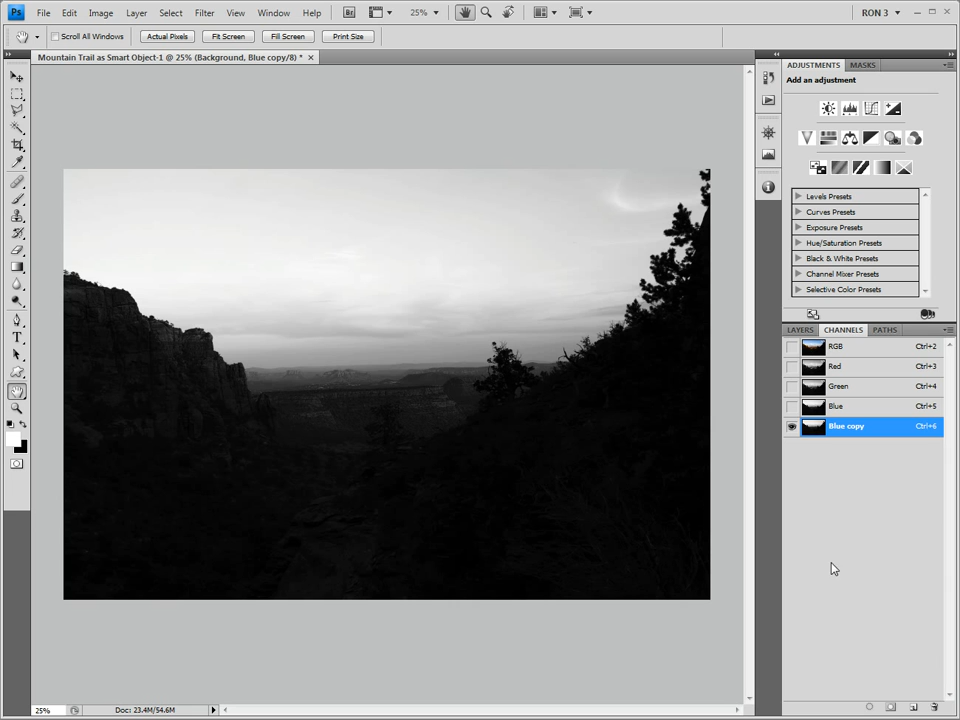 Ps File Edit Image Layer Select Filter View Window Help Br 25% RON 3
Scroll All Windows Actual Pixels Fit Screen Fill Screen Print Size
Mountain Trail as Smart Object-1 @ 25% (Background, Blue copy/8) *
ADJUSTMENTS MASKS
Add an adjustment
Levels Presets
Curves Presets
Exposure Presets
Hue/Saturation Presets
Black & White Presets
Channel Mixer Presets
Selective Color Presets
LAYERS CHANNELS PATHS
RGB Ctrl+2
Red Ctrl+3
Green Ctrl+4
Blue Ctrl+5
Blue copy Ctrl+6
25% Doc: 23.4M/54.6M